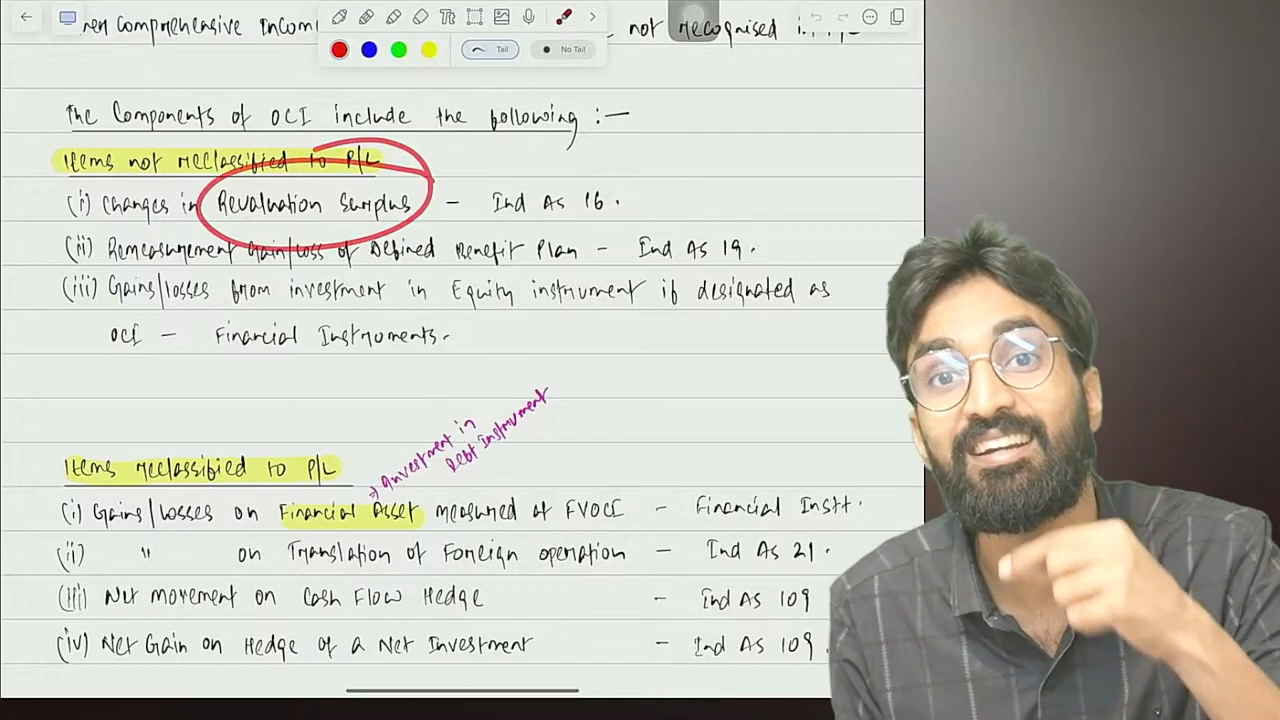 Comprehensive Incom not recognised
Tail No Tail
The Components of OCI include the following :-
Items not reclassified to P/L
(i) Changes in Revaluation Surplus - Ind AS 16.
(ii) Remeasurement Gain/Loss of Defined Benefit Plan - Ind AS 19.
(iii) Gains/losses from investment in Equity instrument if designated as
OCI - Financial Instruments.
Investment in
Debt Instrument
Items reclassified to P/L
(i) Gains/Losses on Financial Asset measured at FVOCI - Financial Instt.
(ii) " on Translation of Foreign operation - Ind AS 21.
(iii) Net movement on Cash Flow Hedge - Ind AS 109
(iv) Net Gain on Hedge of a Net Investment - Ind AS 109.